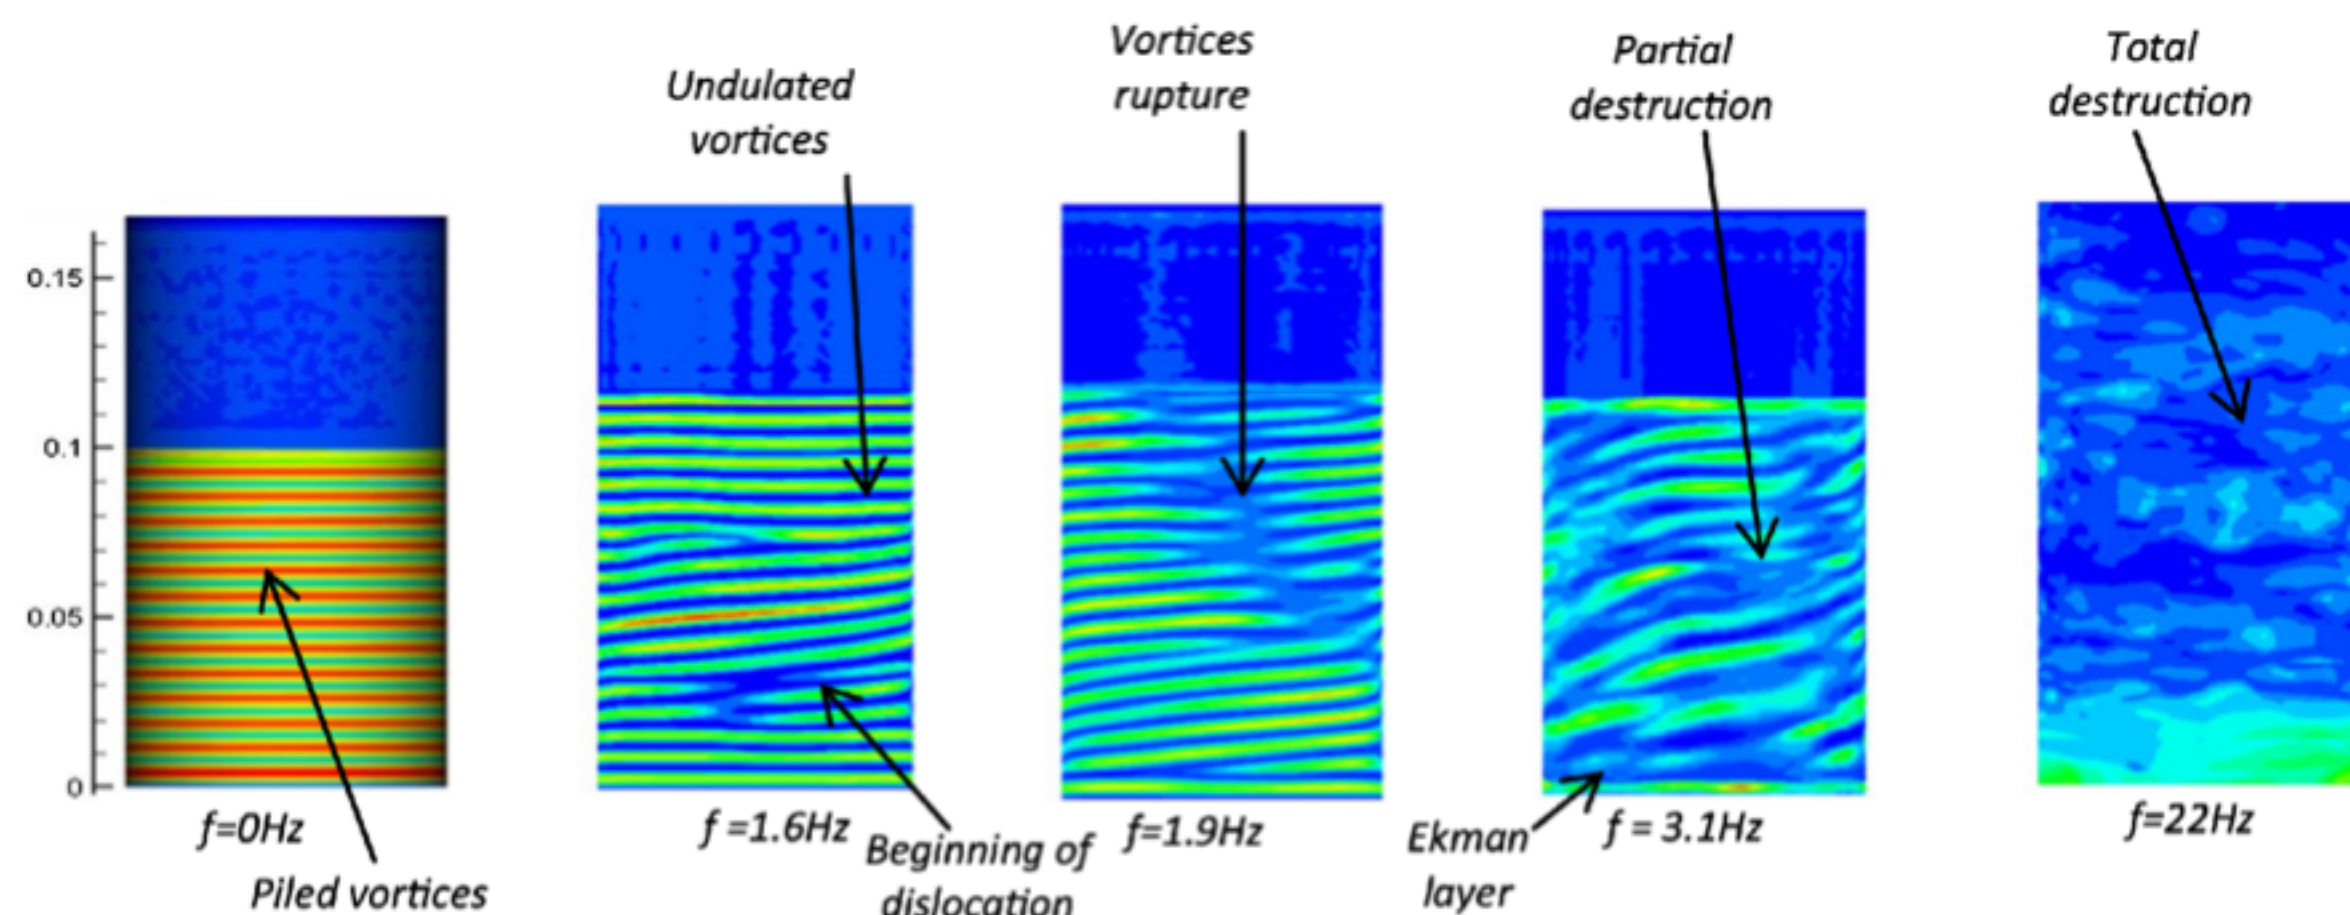 Undulated
vortices
Vortices
rupture
Partial
destruction
Total
destruction
0.15
0.1
0.05
0
f=0Hz
f =1.6Hz
f=1.9Hz
f = 3.1Hz
f=22Hz
Piled vortices
Beginning of
dislocation
Ekman
layer